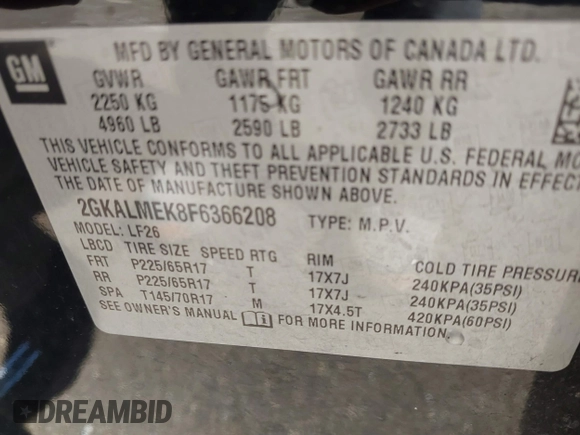 GM
MFD BY GENERAL MOTORS OF CANADA LTD.
GVWR GAWR FRT GAWR RR
2250 KG 1175 KG 1240 KG
4960 LB 2590 LB 2733 LB
THIS VEHICLE CONFORMS TO ALL APPLICABLE U.S. FEDERAL MO
VEHICLE SAFETY AND THEFT PREVENTION STANDARDS IN EFFECT
THE DATE OF MANUFACTURE SHOWN ABOVE.
2GKALMEK8F6366208 TYPE: M.P.V.
MODEL: LF26
LBCD TIRE SIZE SPEED RTG RIM COLD TIRE PRESSURE
FRT P225/65R17 T 17X7J 240KPA(35PSI)
RR P225/65R17 T 17X7J 240KPA(35PSI)
SPA T145/70R17 M 17X4.5T 420KPA(60PSI)
SEE OWNER'S MANUAL FOR MORE INFORMATION.
DREAMBID